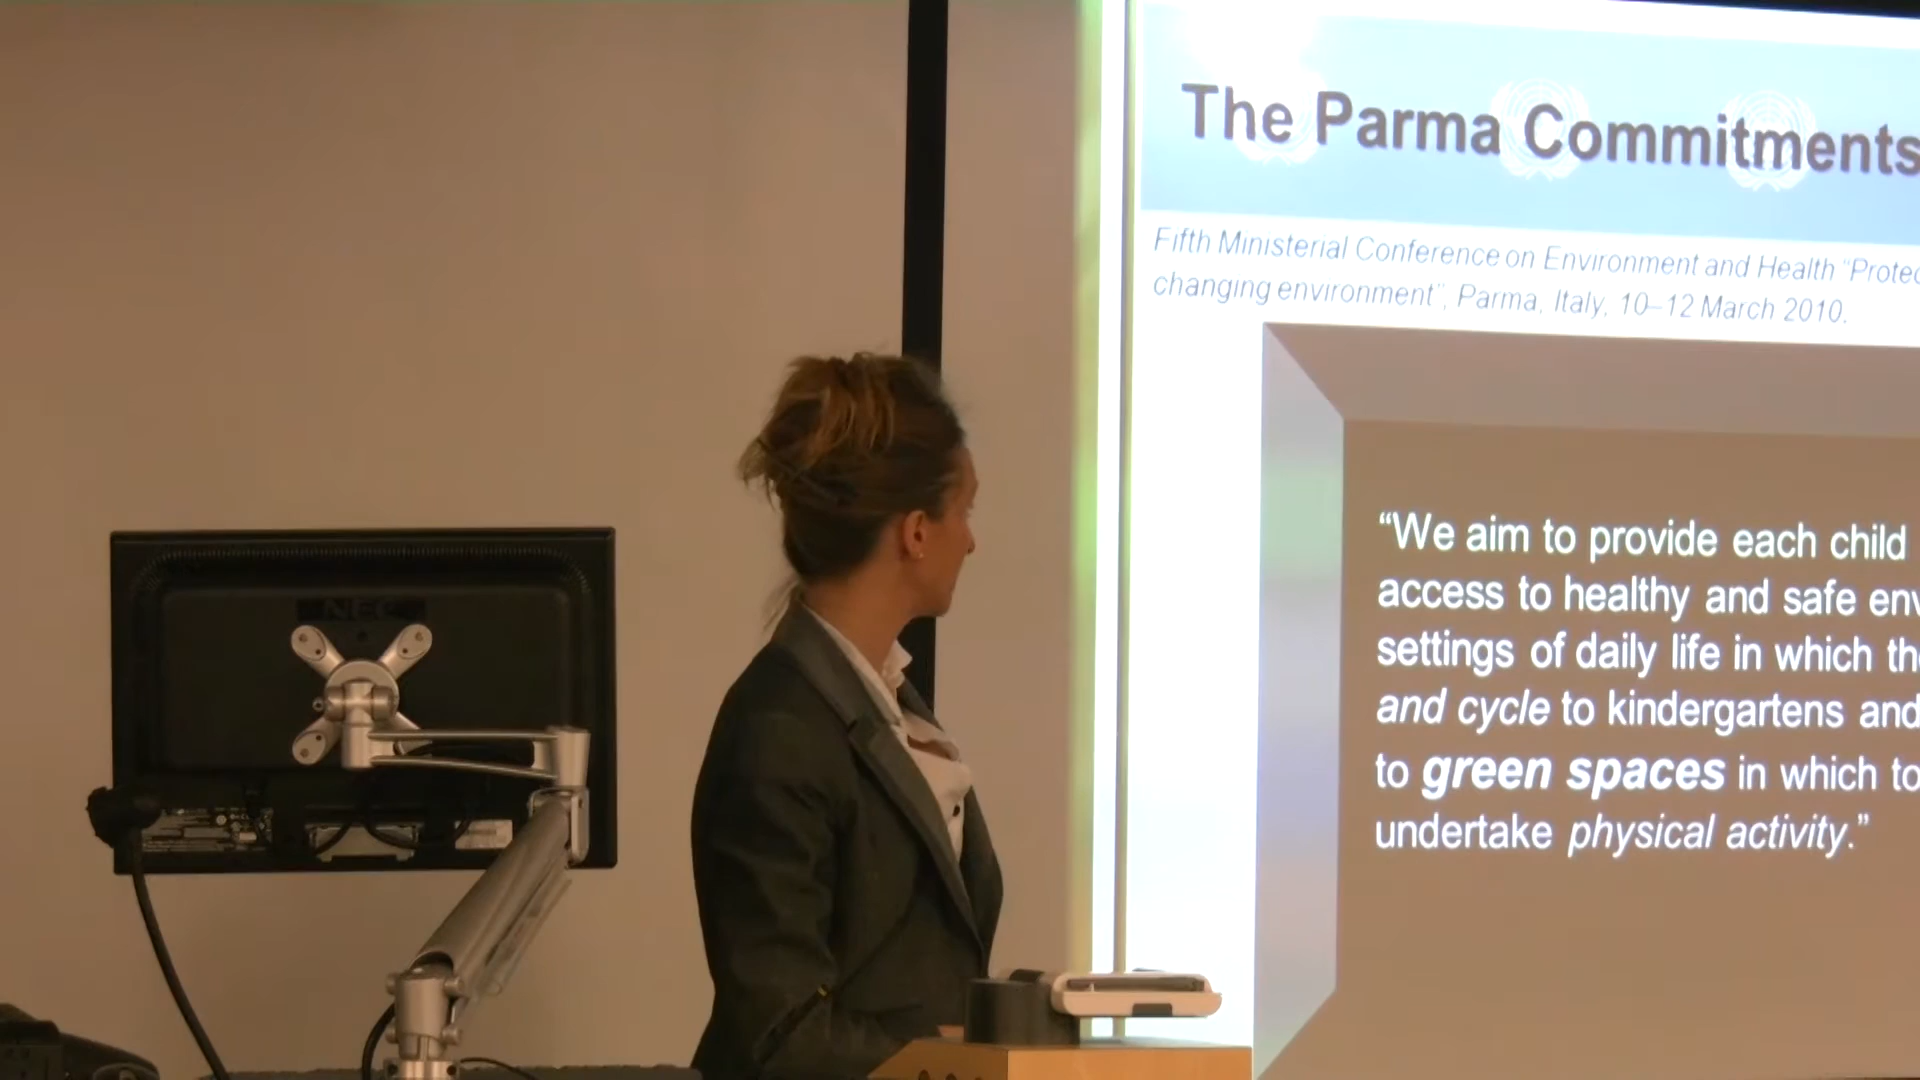 The Parma Commitments
Fifth Ministerial Conference on Environment and Health "Protec
changing environment", Parma, Italy, 10–12 March 2010.
“We aim to provide each child
access to healthy and safe env
settings of daily life in which the
and cycle to kindergartens and
to green spaces in which to
undertake physical activity.”